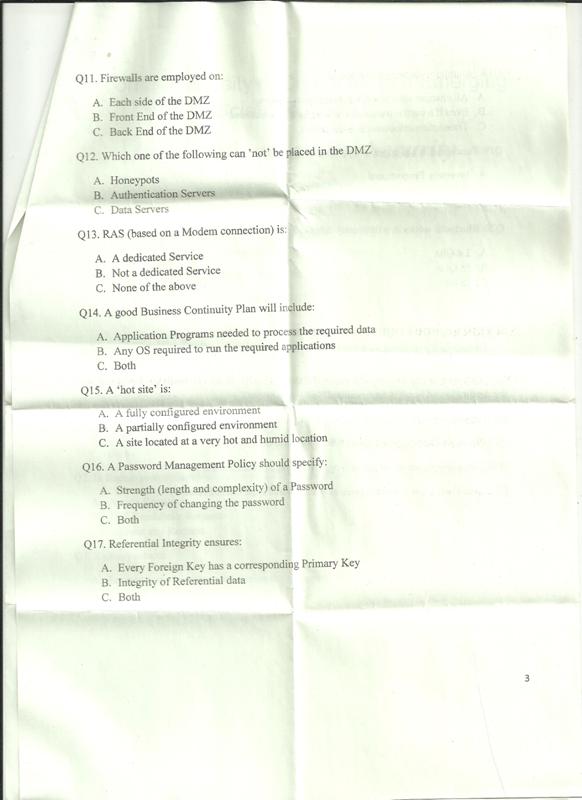 Q11. Firewalls are employed on:
A. Each side of the DMZ
B. Front End of the DMZ
C. Back End of the DMZ
Q12. Which one of the following can 'not' be placed in the DMZ
A. Honeypots
B. Authentication Servers
C. Data Servers
Q13. RAS (based on a Modem connection) is:
A. A dedicated Service
B. Not a dedicated Service
C. None of the above
Q14. A good Business Continuity Plan will include:
A. Application Programs needed to process the required data
B. Any OS required to run the required applications
C. Both
Q15. A ‘hot site’ is:
A. A fully configured environment
B. A partially configured environment
C. A site located at a very hot and humid location
Q16. A Password Management Policy should specify:
A. Strength (length and complexity) of a Password
B. Frequency of changing the password
C. Both
Q17. Referential Integrity ensures:
A. Every Foreign Key has a corresponding Primary Key
B. Integrity of Referential data
C. Both
3